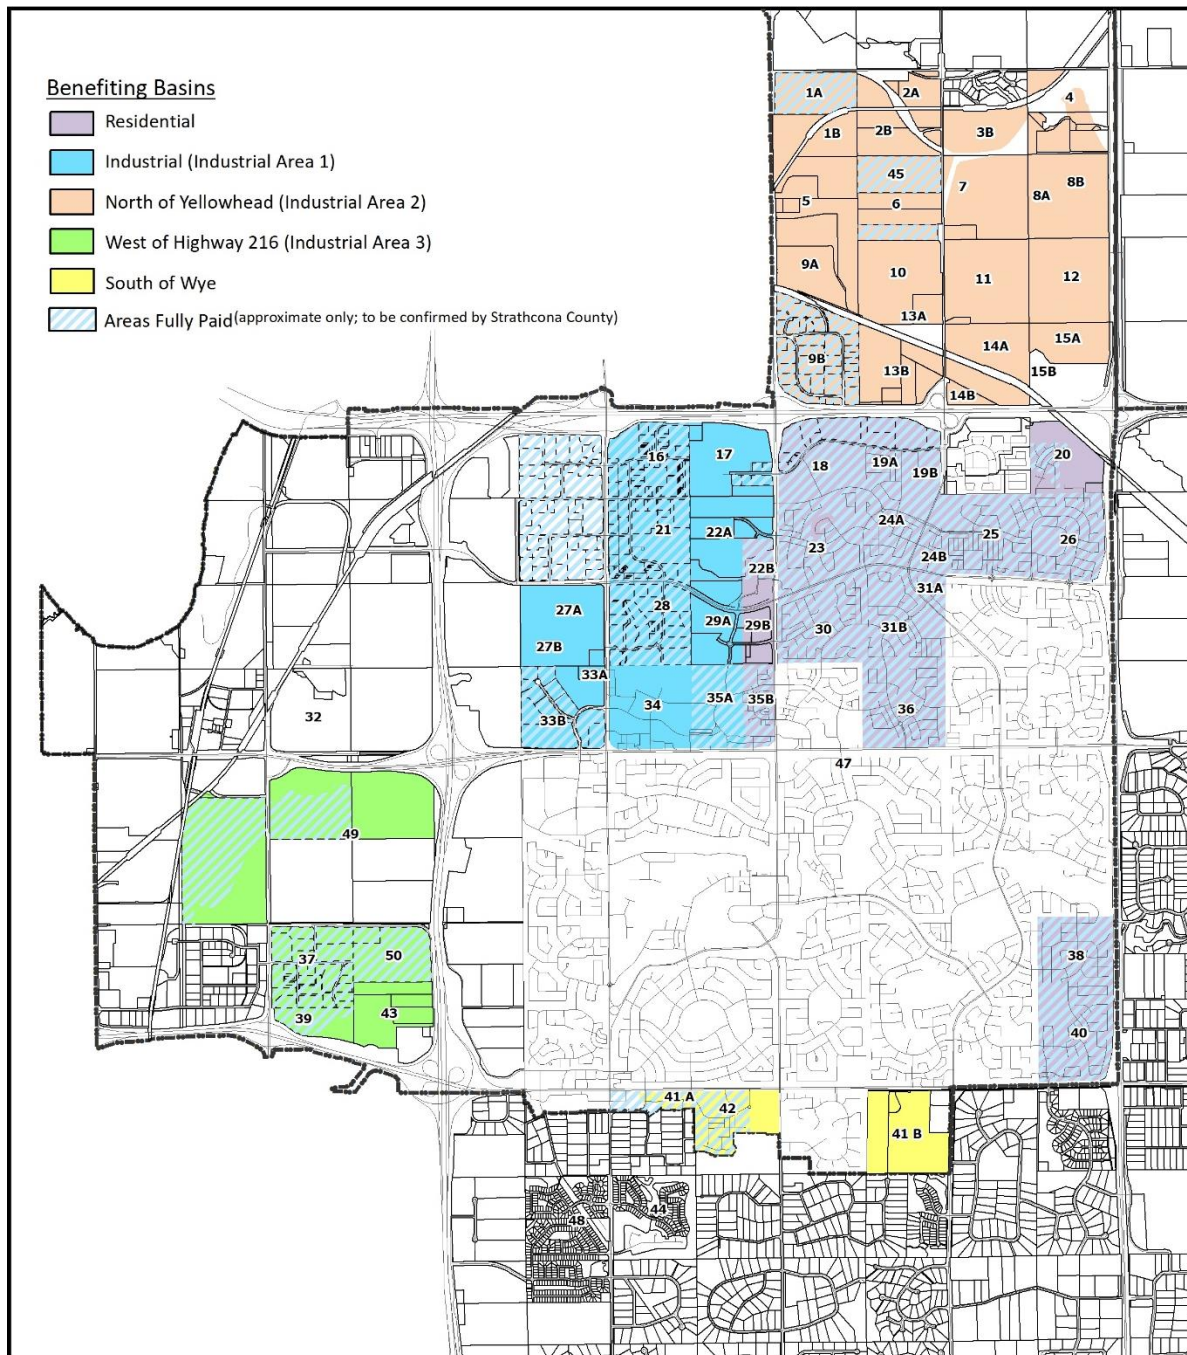 Benefiting Basins
Residential
Industrial (Industrial Area 1)
North of Yellowhead (Industrial Area 2)
West of Highway 216 (Industrial Area 3)
South of Wye
Areas Fully Paid (approximate only; to be confirmed by Strathcona County)
1A 2A 4
1B 2B 3B
45 7 8A 8B
5 6
9A 10 11 12
13A 14A 15A
9B 13B 14B 15B
16 17 18 19A 19B 20
21 22A 24A 25 26
23 24B
22B 31A
27A 28 29A 29B 30 31B
27B
33A
32 33B 34 35A 35B 36
47
49
37 50 38
39 43 40
41 A 42
41 B
48 44